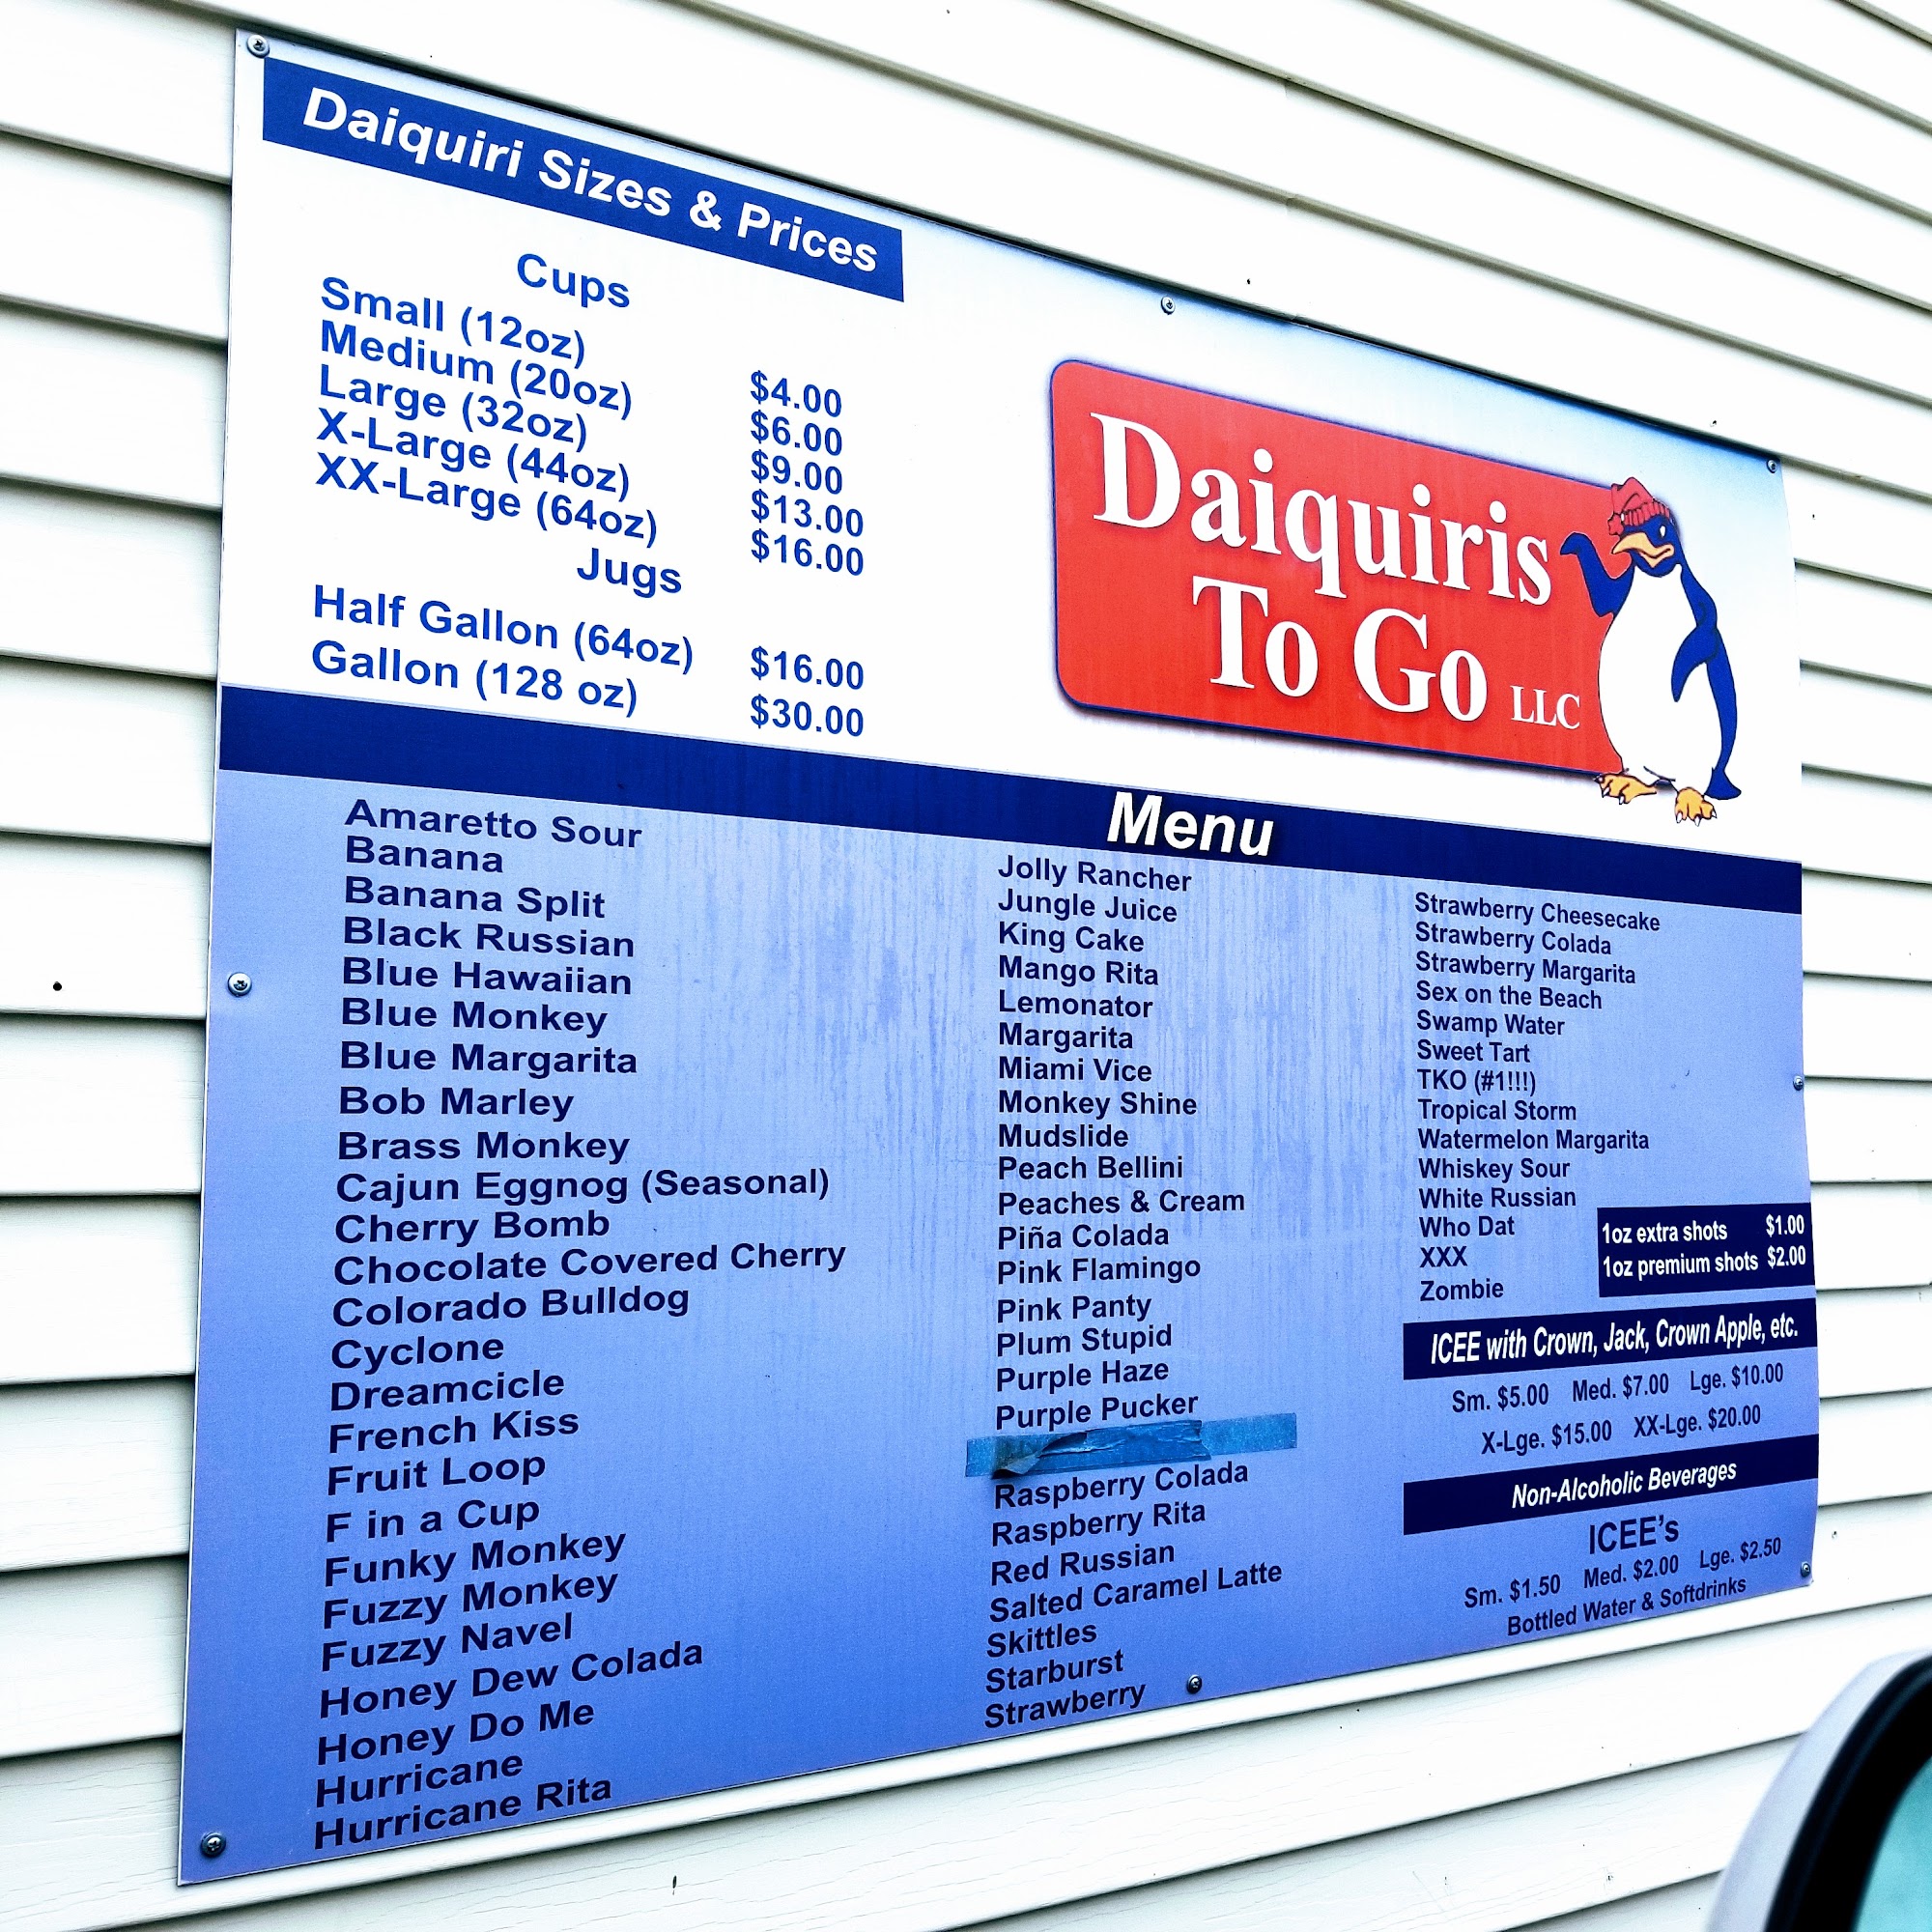 Daiquiri Sizes & Prices
Cups
Small (12oz) $4.00
Medium (20oz) $6.00
Large (32oz) $9.00
X-Large (44oz) $13.00
XX-Large (64oz) $16.00
Jugs
Half Gallon (64oz) $16.00
Gallon (128 oz) $30.00
Daiquiris
To Go LLC
Menu
Amaretto Sour
Banana
Banana Split
Black Russian
Blue Hawaiian
Blue Monkey
Blue Margarita
Bob Marley
Brass Monkey
Cajun Eggnog (Seasonal)
Cherry Bomb
Chocolate Covered Cherry
Colorado Bulldog
Cyclone
Dreamcicle
French Kiss
Fruit Loop
F in a Cup
Funky Monkey
Fuzzy Monkey
Fuzzy Navel
Honey Dew Colada
Honey Do Me
Hurricane
Hurricane Rita
Jolly Rancher
Jungle Juice
King Cake
Mango Rita
Lemonator
Margarita
Miami Vice
Monkey Shine
Mudslide
Peach Bellini
Peaches & Cream
Piña Colada
Pink Flamingo
Pink Panty
Plum Stupid
Purple Haze
Purple Pucker
Raspberry Colada
Raspberry Rita
Red Russian
Salted Caramel Latte
Skittles
Starburst
Strawberry
Strawberry Cheesecake
Strawberry Colada
Strawberry Margarita
Sex on the Beach
Swamp Water
Sweet Tart
TKO (#1!!!)
Tropical Storm
Watermelon Margarita
Whiskey Sour
White Russian
Who Dat
XXX
Zombie
1oz extra shots $1.00
1oz premium shots $2.00
ICEE with Crown, Jack, Crown Apple, etc.
Sm. $5.00 Med. $7.00 Lge. $10.00
X-Lge. $15.00 XX-Lge. $20.00
Non-Alcoholic Beverages
ICEE's
Sm. $1.50 Med. $2.00 Lge. $2.50
Bottled Water & Softdrinks